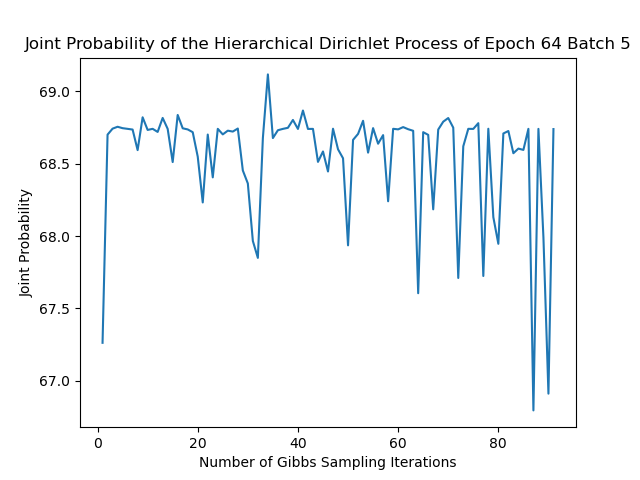 Joint Probability of the Hierarchical Dirichlet Process of Epoch 64 Batch 5
69.0
68.5
68.0
67.5
67.0
Joint Probability
0 20 40 60 80
Number of Gibbs Sampling Iterations